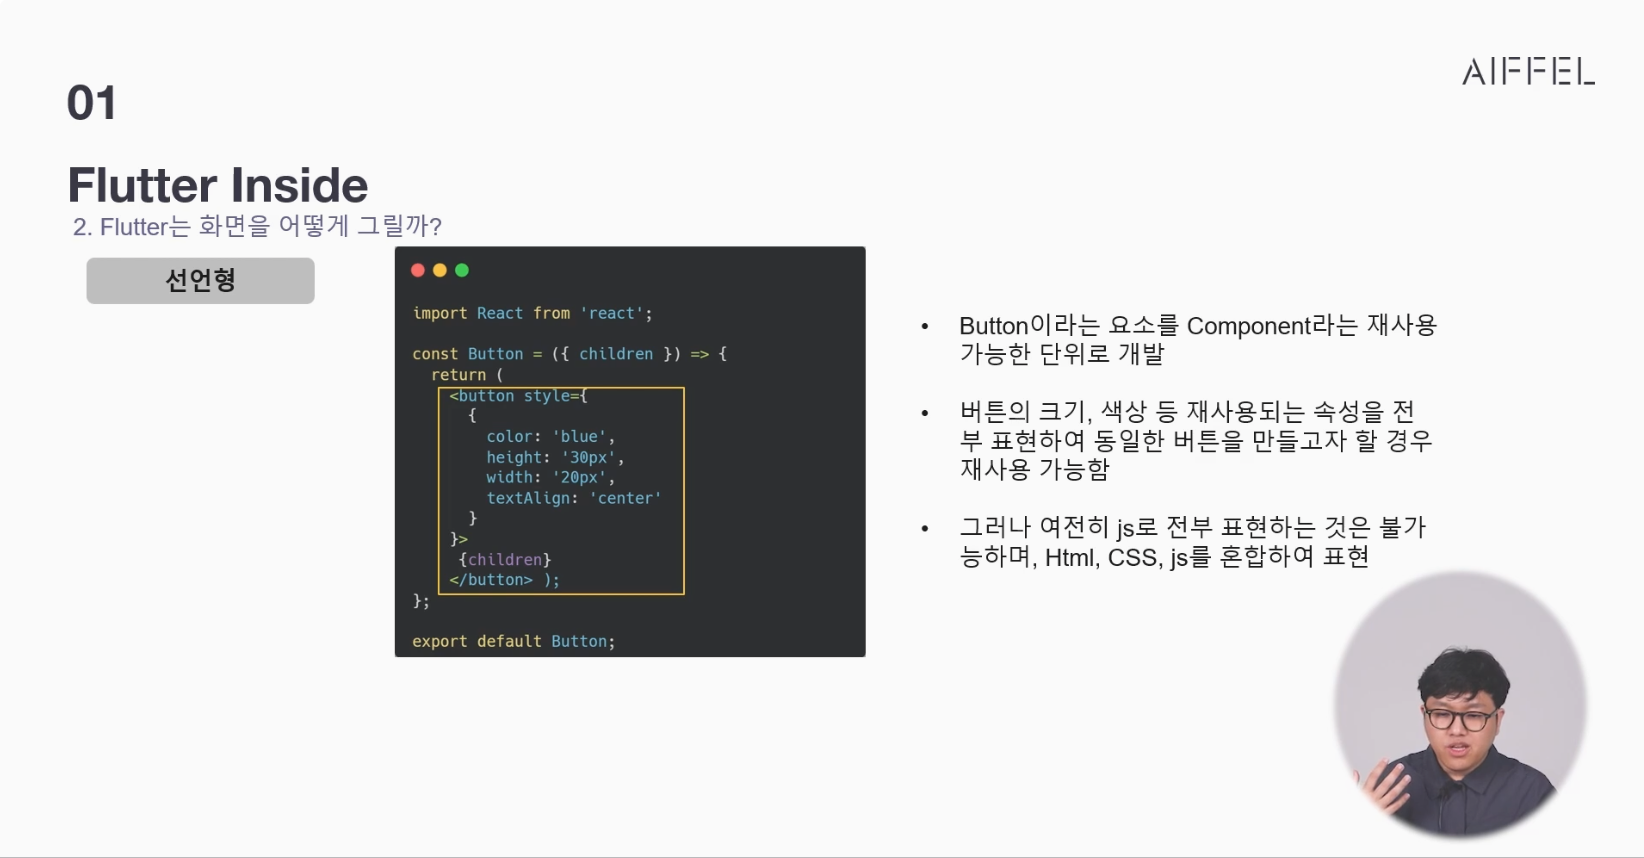 AIFFEL
01
Flutter Inside
2. Flutter는 화면을 어떻게 그릴까?
선언형
import React from 'react';
const Button = ({ children }) => {
return (
<button style={
{
color: 'blue',
height: '30px',
width: '20px',
textAlign: 'center'
}
}>
{children}
</button> );
};
export default Button;
• Button이라는 요소를 Component라는 재사용
가능한 단위로 개발
• 버튼의 크기, 색상 등 재사용되는 속성을 전
부 표현하여 동일한 버튼을 만들고자 할 경우
재사용 가능함
• 그러나 여전히 js로 전부 표현하는 것은 불가
능하며, Html, CSS, js를 혼합하여 표현